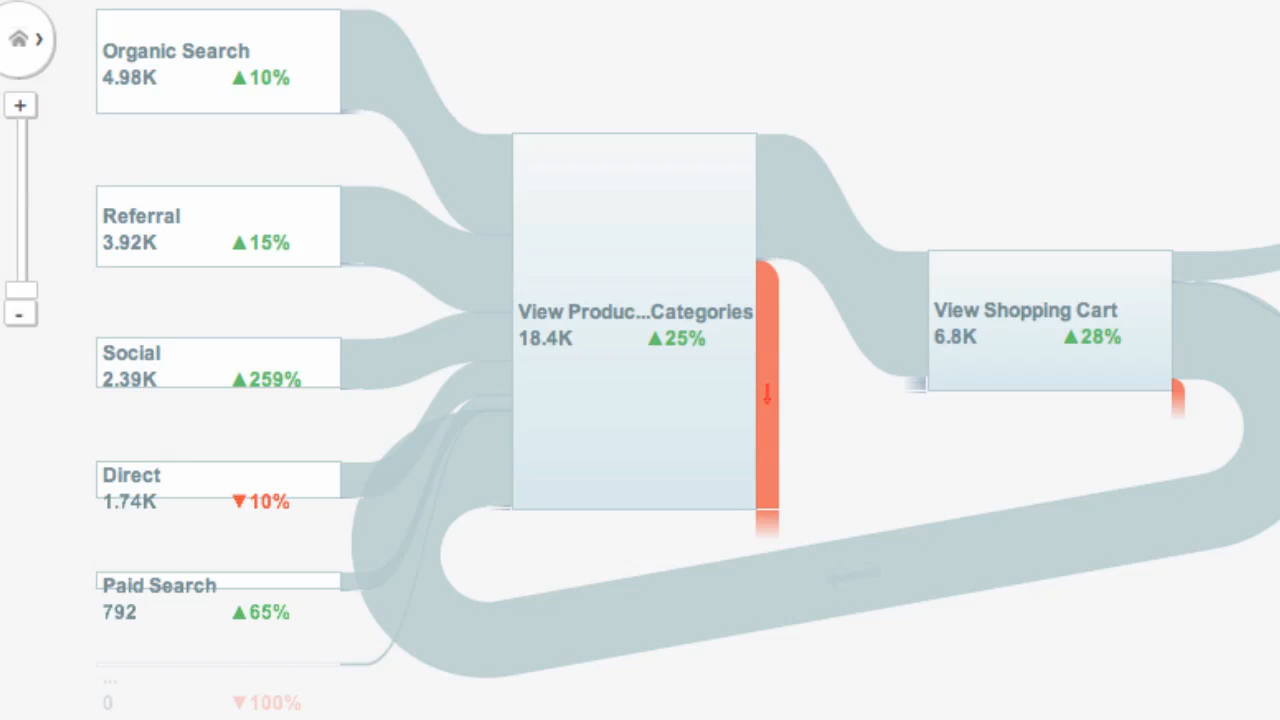 Organic Search
4.98K ▲10%
Referral
3.92K ▲15%
Social
2.39K ▲259%
Direct
1.74K ▼10%
Paid Search
792 ▲65%
...
0 ▼100%
View Produc...Categories
18.4K ▲25%
View Shopping Cart
6.8K ▲28%
+
-